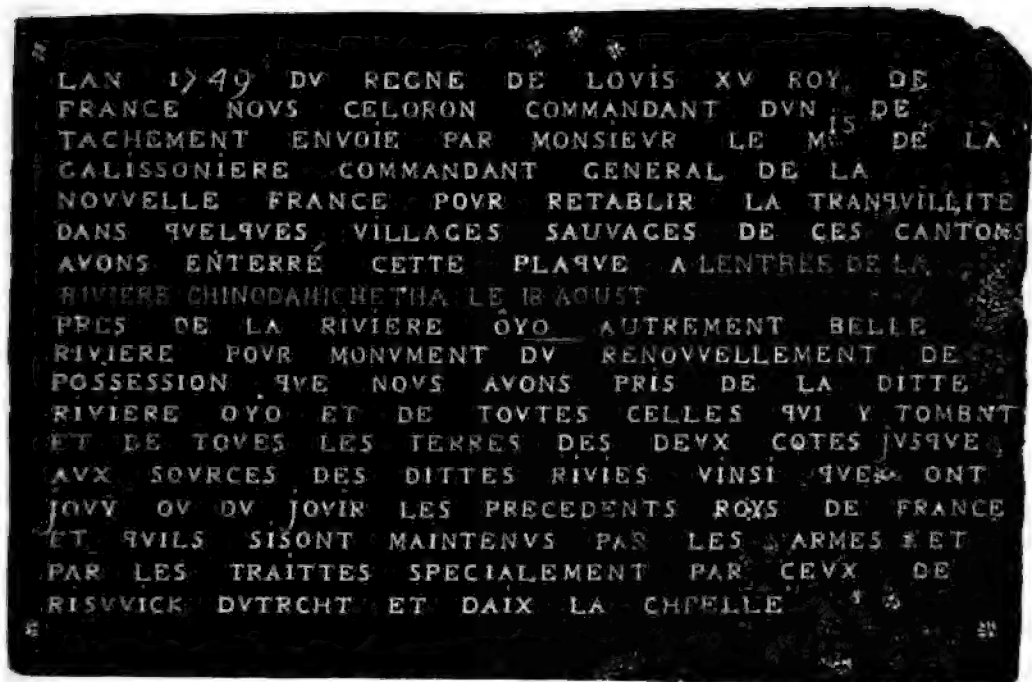 LAN 1749 DV REGNE DE LOVIS XV ROY DE
FRANCE NOVS CELORON COMMANDANT DVN DE
TACHEMENT ENVOIE PAR MONSIEVR LE MIS DE LA
GALISSONIERE COMMANDANT GENERAL DE LA
NOVVELLE FRANCE POVR RETABLIR LA TRANQVILLITE
DANS QVELQVES VILLAGES SAUVAGES DE CES CANTONS
AVONS ENTERRÉ CETTE PLAQVE A LENTREE DE LA
RIVIERE CHINODAHICHETHA LE 18 AOUST
PRES DE LA RIVIERE OYO AUTREMENT BELLE
RIVIERE POVR MONVMENT DV RENOVVELLEMENT DE
POSSESSION QVE NOVS AVONS PRIS DE LA DITTE
RIVIERE OYO ET DE TOVTES CELLES QVI Y TOMBNT
ET DE TOVES LES TERRES DES DEVX COTES JVSQVE
AVX SOVRCES DES DITTES RIVIES VINSI QVE ONT
JOVY OV DV JOVIR LES PRECEDENTS ROYS DE FRANCE
ET QVILS SISONT MAINTENVS PAR LES ARMES ET
PAR LES TRAITTES SPECIALEMENT PAR CEVX DE
RISVVICK DVTRCHT ET DAIX LA CHPELLE